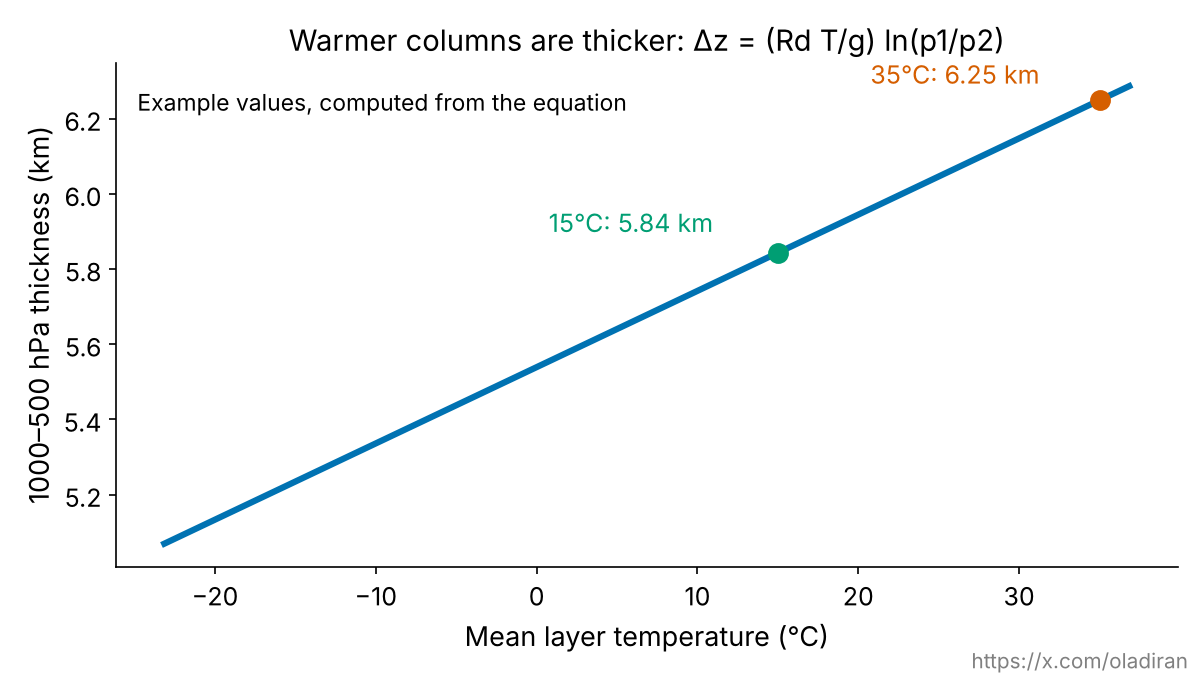 Warmer columns are thicker: Δz = (Rd T/g) ln(p1/p2)
35°C: 6.25 km
Example values, computed from the equation
15°C: 5.84 km
1000–500 hPa thickness (km)
6.2
6.0
5.8
5.6
5.4
5.2
−20 −10 0 10 20 30
Mean layer temperature (°C)
https://x.com/oladiran